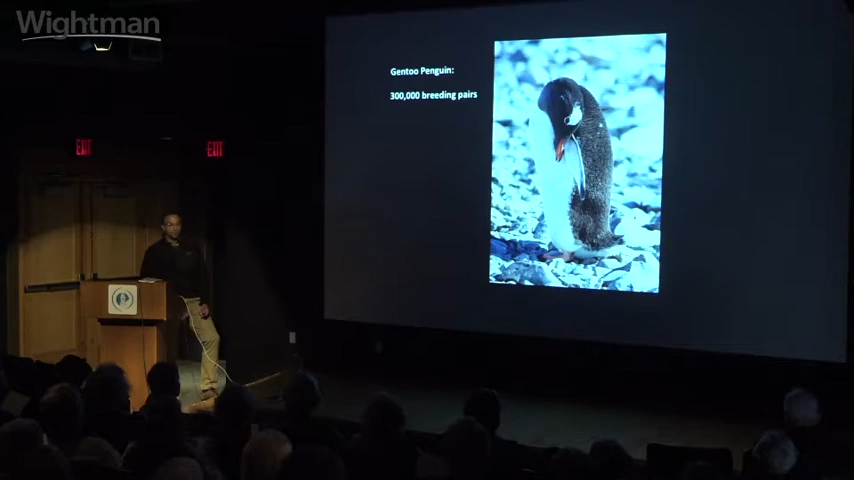 Wightman
Gentoo Penguin:
300,000 breeding pairs
EXIT
EXIT